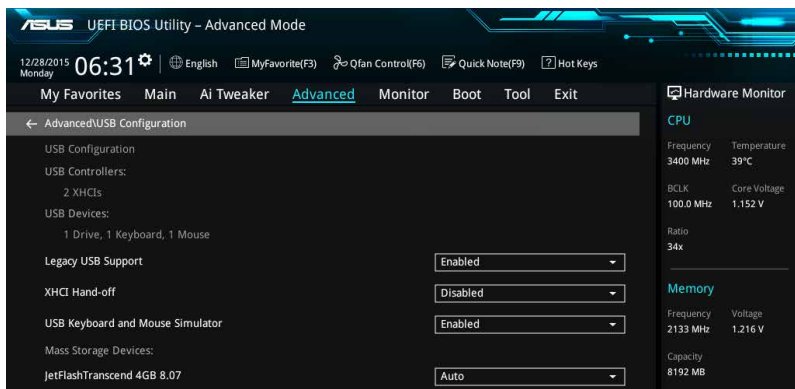 ASUS UEFI BIOS Utility – Advanced Mode
12/28/2015 Monday 06:31 English MyFavorite(F3) Qfan Control(F6) Quick Note(F9) ? Hot Keys
My Favorites Main Ai Tweaker Advanced Monitor Boot Tool Exit
← Advanced\USB Configuration
USB Configuration
USB Controllers:
2 XHCIs
USB Devices:
1 Drive, 1 Keyboard, 1 Mouse
Legacy USB Support Enabled
XHCI Hand-off Disabled
USB Keyboard and Mouse Simulator Enabled
Mass Storage Devices:
JetFlashTranscend 4GB 8.07 Auto
Hardware Monitor
CPU
Frequency Temperature
3400 MHz 39°C
BCLK Core Voltage
100.0 MHz 1.152 V
Ratio
34x
Memory
Frequency Voltage
2133 MHz 1.216 V
Capacity
8192 MB